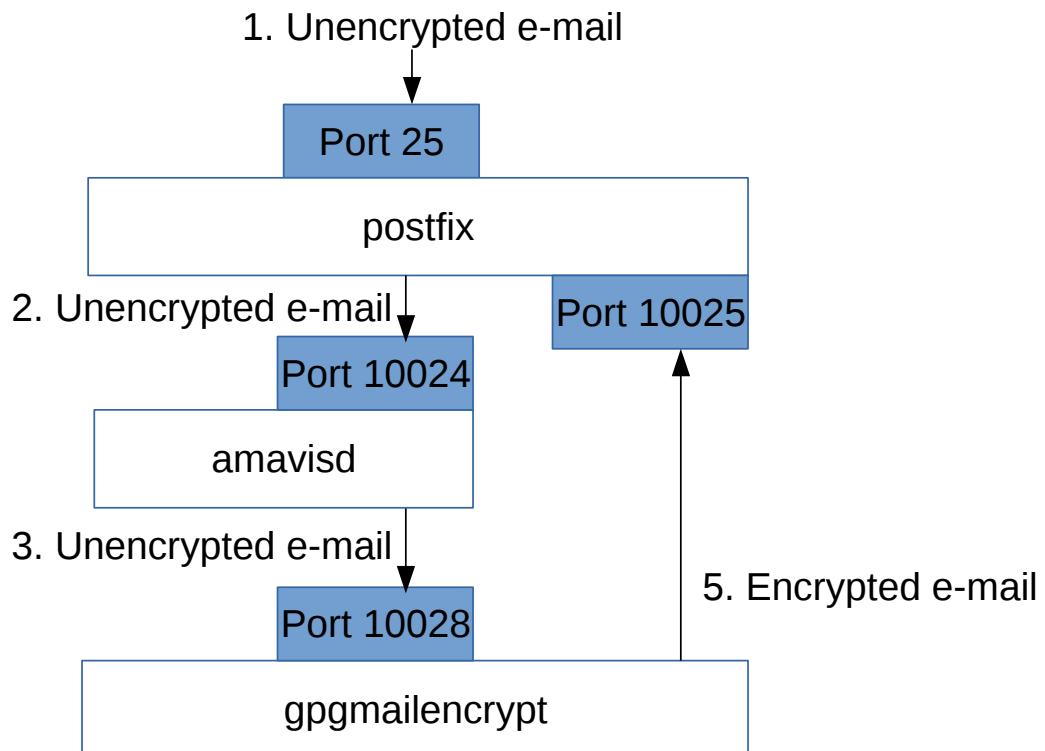 1. Unencrypted e-mail
Port 25
postfix
2. Unencrypted e-mail
Port 10025
Port 10024
amavisd
3. Unencrypted e-mail
5. Encrypted e-mail
Port 10028
gpgmailencrypt